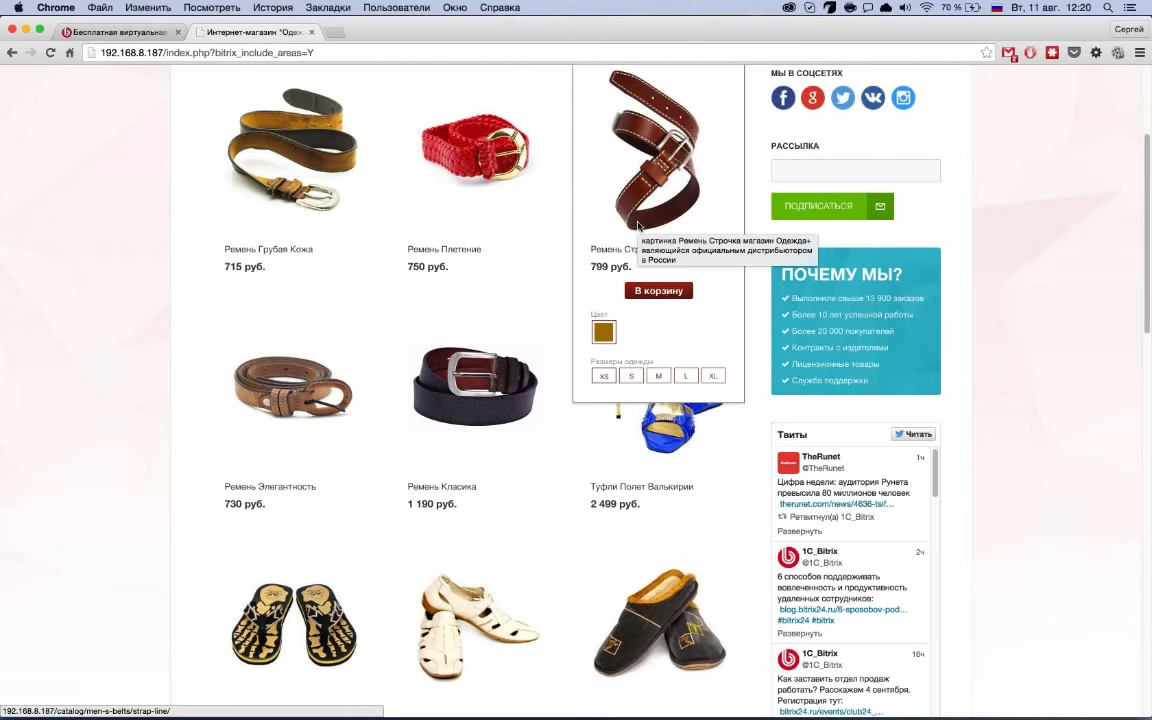 Chrome Файл Изменить Посмотреть История Закладки Пользователи Окно Справка
70 % Вт, 11 авг. 12:20
Бесплатная виртуальная
Интернет-магазин "Одеж
Сергей
192.168.8.187/index.php?bitrix_include_areas=Y
Ремень Грубая Кожа
715 руб.
Ремень Плетение
750 руб.
Ремень Ст
799 руб.
картинка Ремень Строчка магазин Одежда+
являющийся официальным дистрибьютором
в России
В корзину
Цвет
Размеры одежды
XS S M L XL
Ремень Элегантность
730 руб.
Ремень Класика
1 190 руб.
Туфли Полет Валькирии
2 499 руб.
МЫ В СОЦСЕТЯХ
РАССЫЛКА
ПОДПИСАТЬСЯ
ПОЧЕМУ МЫ?
Выполнили свыше 13 900 заказов
Более 10 лет успешной работы
Более 20 000 покупателей
Контракты с издателями
Лицензионные товары
Служба поддержки
Твиты
Читать
TheRunet 1ч
@TheRunet
Цифра недели: аудитория Рунета
превысила 80 миллионов человек
therunet.com/news/4636-tsif…
Ретвитнул(а) 1C_Bitrix
Развернуть
1C_Bitrix 2ч
@1C_Bitrix
6 способов поддерживать
вовлеченность и продуктивность
удаленных сотрудников:
blog.bitrix24.ru/6-sposobov-pod…
#bitrix24 #bitrix
Развернуть
1C_Bitrix 16ч
@1C_Bitrix
Как заставить отдел продаж
работать? Расскажем 4 сентября.
Регистрация тут:
bitrix24.ru/events/club24_…
192.168.8.187/catalog/men-s-belts/strap-line/